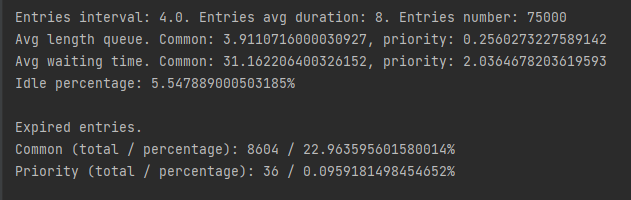 Entries interval: 4.0. Entries avg duration: 8. Entries number: 75000
Avg length queue. Common: 3.9110716000030927, priority: 0.2560273227589142
Avg waiting time. Common: 31.162206400326152, priority: 2.0364678203619593
Idle percentage: 5.547889000503185%
Expired entries.
Common (total / percentage): 8604 / 22.963595601580014%
Priority (total / percentage): 36 / 0.0959181498454652%